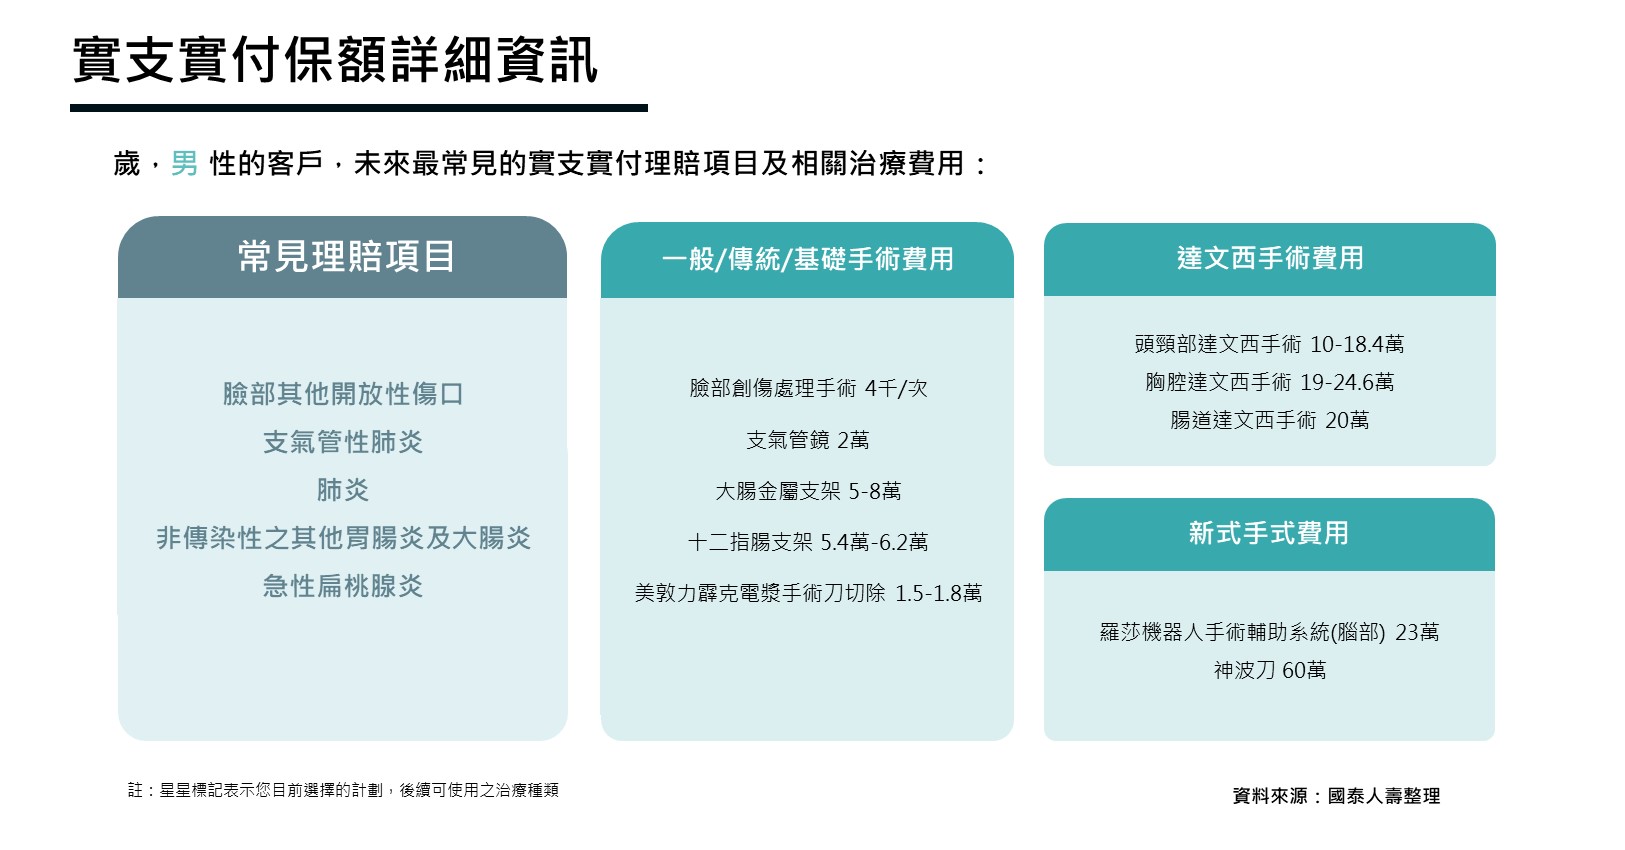 實支實付保額詳細資訊
歲，男 性的客戶，未來最常見的實支實付理賠項目及相關治療費用：
常見理賠項目
臉部其他開放性傷口
支氣管性肺炎
肺炎
非傳染性之其他胃腸炎及大腸炎
急性扁桃腺炎
一般/傳統/基礎手術費用
臉部創傷處理手術 4千/次
支氣管鏡 2萬
大腸金屬支架 5-8萬
十二指腸支架 5.4萬-6.2萬
美敦力霹克電漿手術刀切除 1.5-1.8萬
達文西手術費用
頭頸部達文西手術 10-18.4萬
胸腔達文西手術 19-24.6萬
腸道達文西手術 20萬
新式手式費用
羅莎機器人手術輔助系統(腦部) 23萬
神波刀 60萬
註：星星標記表示您目前選擇的計劃，後續可使用之治療種類
資料來源：國泰人壽整理